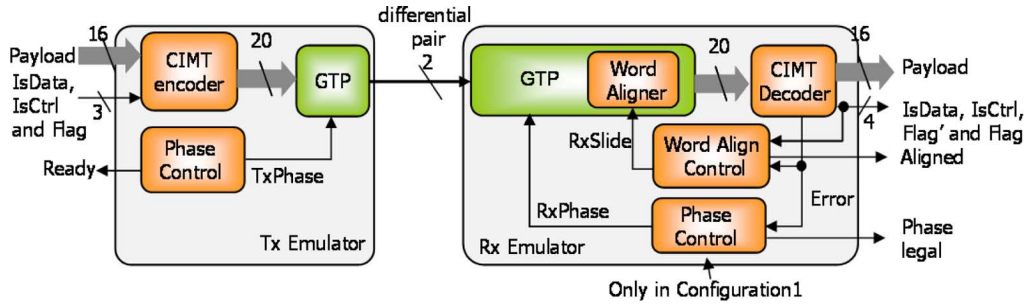 Payload
16
IsData,
IsCtrl
and Flag
3
CIMT
encoder
20
GTP
Phase
Control
Ready
TxPhase
Tx Emulator
differential
pair
2
GTP
Word
Aligner
20
CIMT
Decoder
16
Payload
4
IsData, IsCtrl,
Flag' and Flag
RxSlide
Word Align
Control
Aligned
Error
RxPhase
Phase
Control
Phase
legal
Rx Emulator
Only in Configuration1